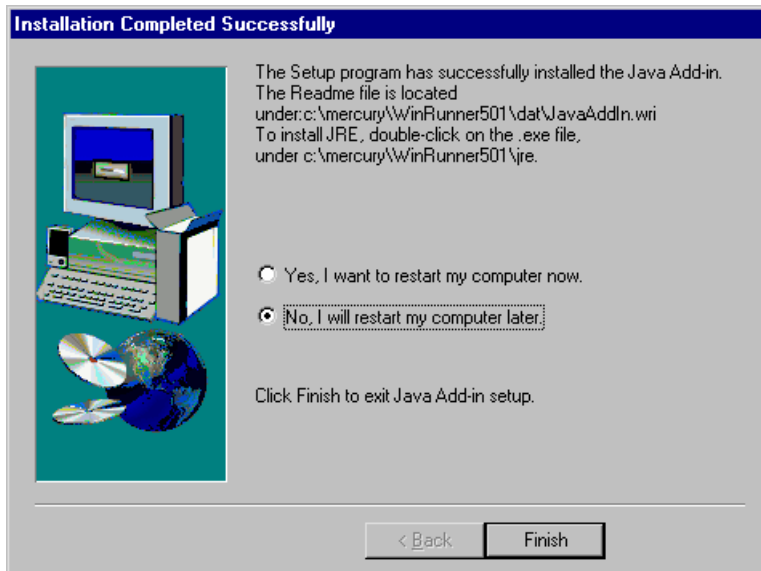 Installation Completed Successfully
The Setup program has successfully installed the Java Add-in.
The Readme file is located
under:c:\mercury\WinRunner501\dat\JavaAddIn.wri
To install JRE, double-click on the .exe file,
under c:\mercury\WinRunner501\jre.
Yes, I want to restart my computer now.
No, I will restart my computer later.
Click Finish to exit Java Add-in setup.
< Back
Finish